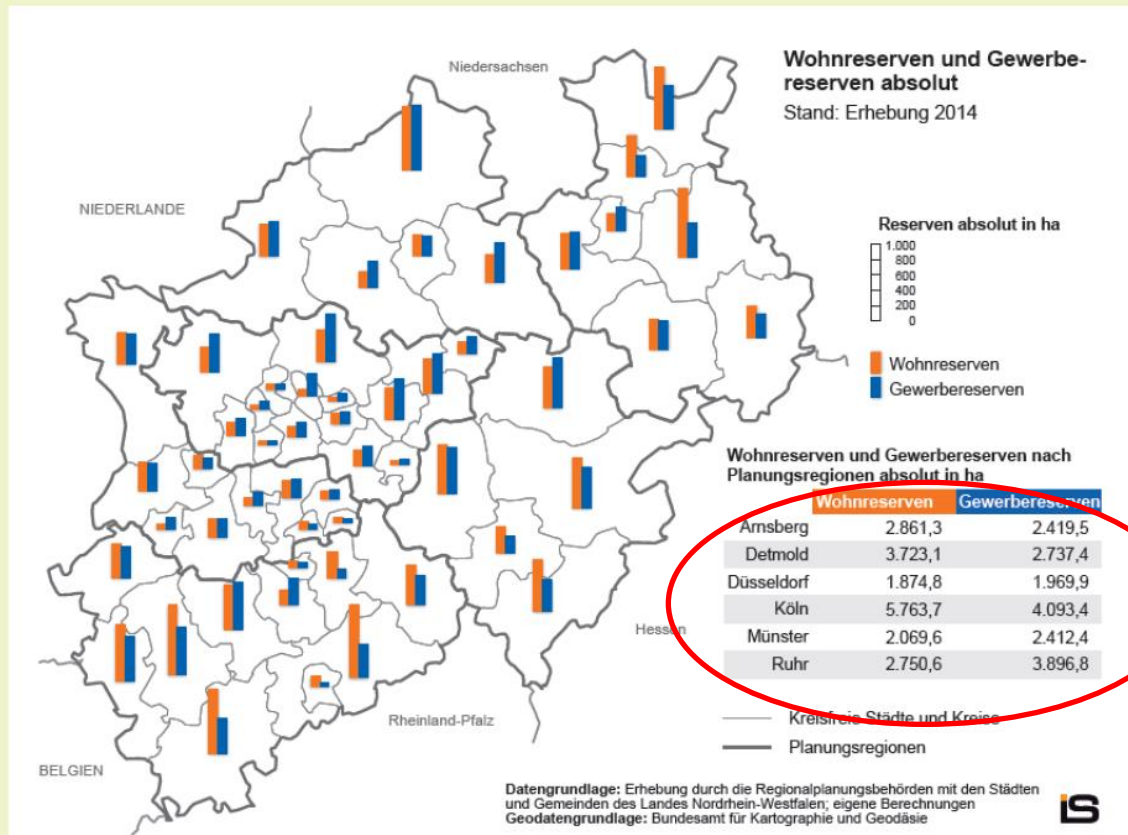 Wohnreserven und Gewerbe-
reserven absolut
Stand: Erhebung 2014
Niedersachsen
NIEDERLANDE
Reserven absolut in ha
1.000
800
600
400
200
0
Wohnreserven
Gewerbereserven
Wohnreserven und Gewerbereserven nach
Planungsregionen absolut in ha
Wohnreserven Gewerbereserven
Arnsberg 2.861,3 2.419,5
Detmold 3.723,1 2.737,4
Düsseldorf 1.874,8 1.969,9
Köln 5.763,7 4.093,4
Münster 2.069,6 2.412,4
Ruhr 2.750,6 3.896,8
Hessen
Rheinland-Pfalz
BELGIEN
Kreisfreie Städte und Kreise
Planungsregionen
Datengrundlage: Erhebung durch die Regionalplanungsbehörden mit den Städten
und Gemeinden des Landes Nordrhein-Westfalen; eigene Berechnungen
Geodatengrundlage: Bundesamt für Kartographie und Geodäsie
iS